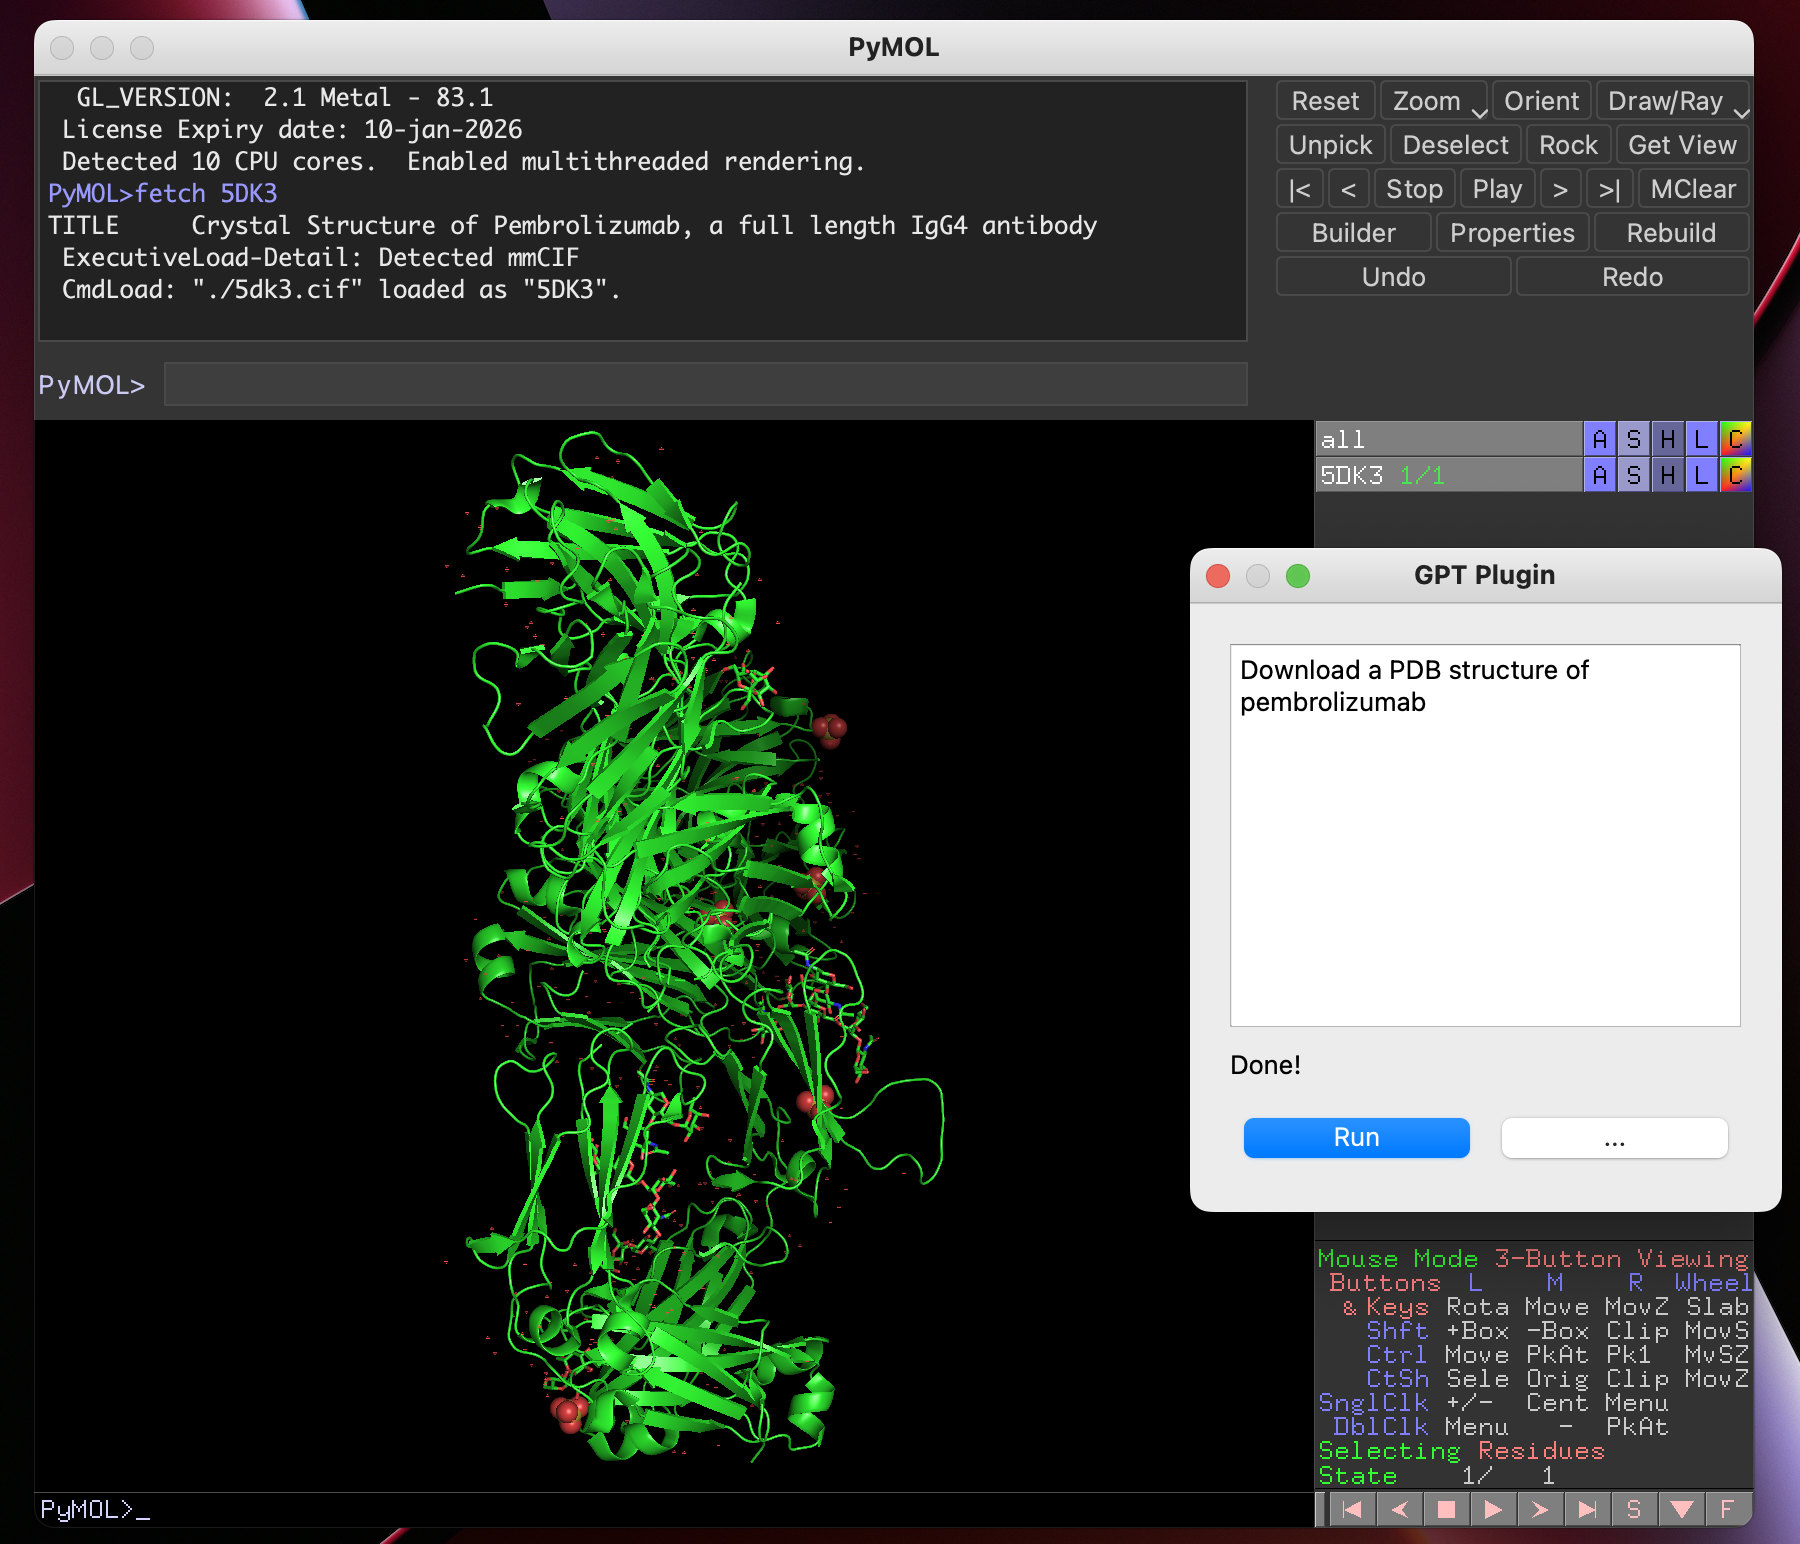 PyMOL
GL_VERSION:  2.1 Metal - 83.1
License Expiry date: 10-jan-2026
Detected 10 CPU cores.  Enabled multithreaded rendering.
PyMOL>fetch 5DK3
TITLE     Crystal Structure of Pembrolizumab, a full length IgG4 antibody
ExecutiveLoad-Detail: Detected mmCIF
CmdLoad: "./5dk3.cif" loaded as "5DK3".
PyMOL>
Reset Zoom Orient Draw/Ray
Unpick Deselect Rock Get View
|< < Stop Play > >| MClear
Builder Properties Rebuild
Undo Redo
all A S H L C
5DK3 1/1 A S H L C
GPT Plugin
Download a PDB structure of
pembrolizumab
Done!
Run ...
Mouse Mode 3-Button Viewing
Buttons L M R Wheel
& Keys Rota Move MovZ Slab
Shft +Box -Box Clip MovS
Ctrl Move PkAt Pk1 MvSZ
CtSh Sele Orig Clip MovZ
SnglClk +/- Cent Menu
DblClk Menu - PkAt
Selecting Residues
State 1/ 1
PyMOL>_
S F